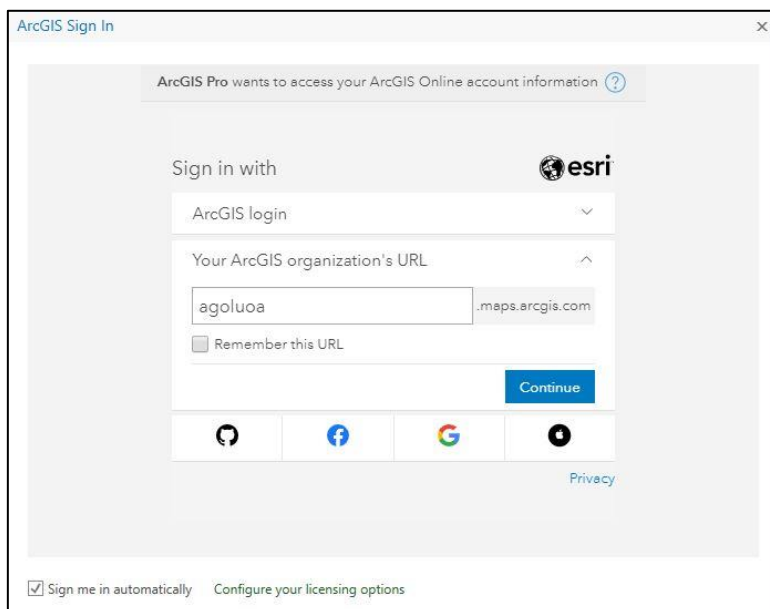 ArcGIS Sign In
ArcGIS Pro wants to access your ArcGIS Online account information ?
Sign in with
esri
ArcGIS login
Your ArcGIS organization's URL
agoluoa .maps.arcgis.com
Remember this URL
Continue
Privacy
Sign me in automatically Configure your licensing options